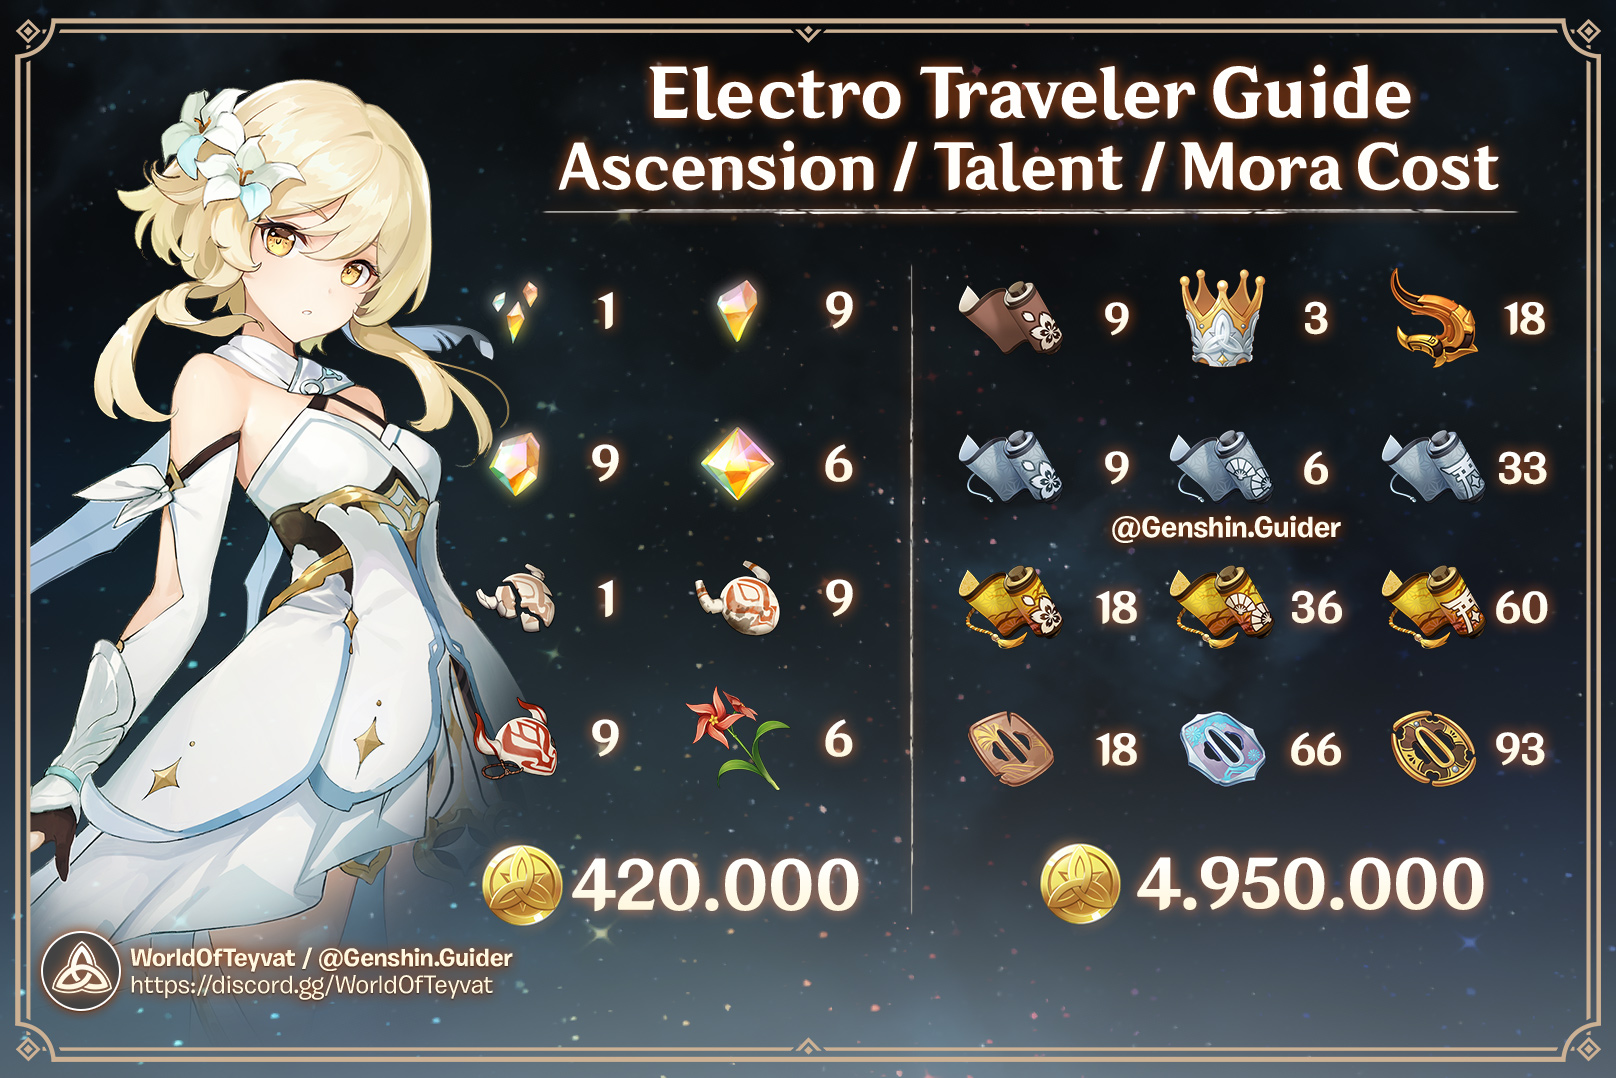 Electro Traveler Guide
Ascension / Talent / Mora Cost
1 9
9 6
1 9
9 6
420.000
9 3 18
9 6 33
@Genshin.Guider
18 36 60
18 66 93
4.950.000
WorldOfTeyvat / @Genshin.Guider
https://discord.gg/WorldOfTeyvat